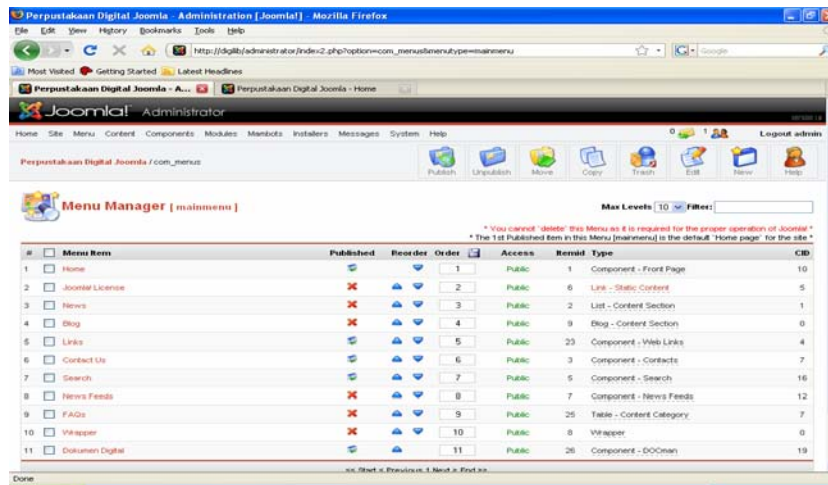 Perpustakaan Digital Joomla - Administration [Joomla!] - Mozilla Firefox
File Edit View History Bookmarks Tools Help
http://digilib/administrator/index2.php?option=com_menus&menutype=mainmenu
Google
Most Visited Getting Started Latest Headlines
Perpustakaan Digital Joomla - A... Perpustakaan Digital Joomla - Home
Joomla! Administrator
Home Site Menu Content Components Modules Mambots Installers Messages System Help 0 1 Logout admin
Perpustakaan Digital Joomla / com_menus
Publish Unpublish Move Copy Trash Edit New Help
Menu Manager [ mainmenu ] Max Levels 10 Filter:
* You cannot 'delete' this Menu as it is required for the proper operation of Joomla! *
* The 1st Published item in this Menu [mainmenu] is the default 'Home page' for the site *
# Menu Item Published Reorder Order Access Itemid Type CID
1 Home 1 Public 1 Component - Front Page 10
2 Joomla! License 2 Public 6 Link - Static Content 5
3 News 3 Public 2 List - Content Section 1
4 Blog 4 Public 9 Blog - Content Section 0
5 Links 5 Public 23 Component - Web Links 4
6 Contact Us 6 Public 3 Component - Contacts 7
7 Search 7 Public 5 Component - Search 16
8 News Feeds 8 Public 7 Component - News Feeds 12
9 FAQs 9 Public 25 Table - Content Category 7
10 Wrapper 10 Public 8 Wrapper 0
11 Dokumen Digital 11 Public 26 Component - DOCman 19
<< Start < Previous 1 Next > End >>
Done